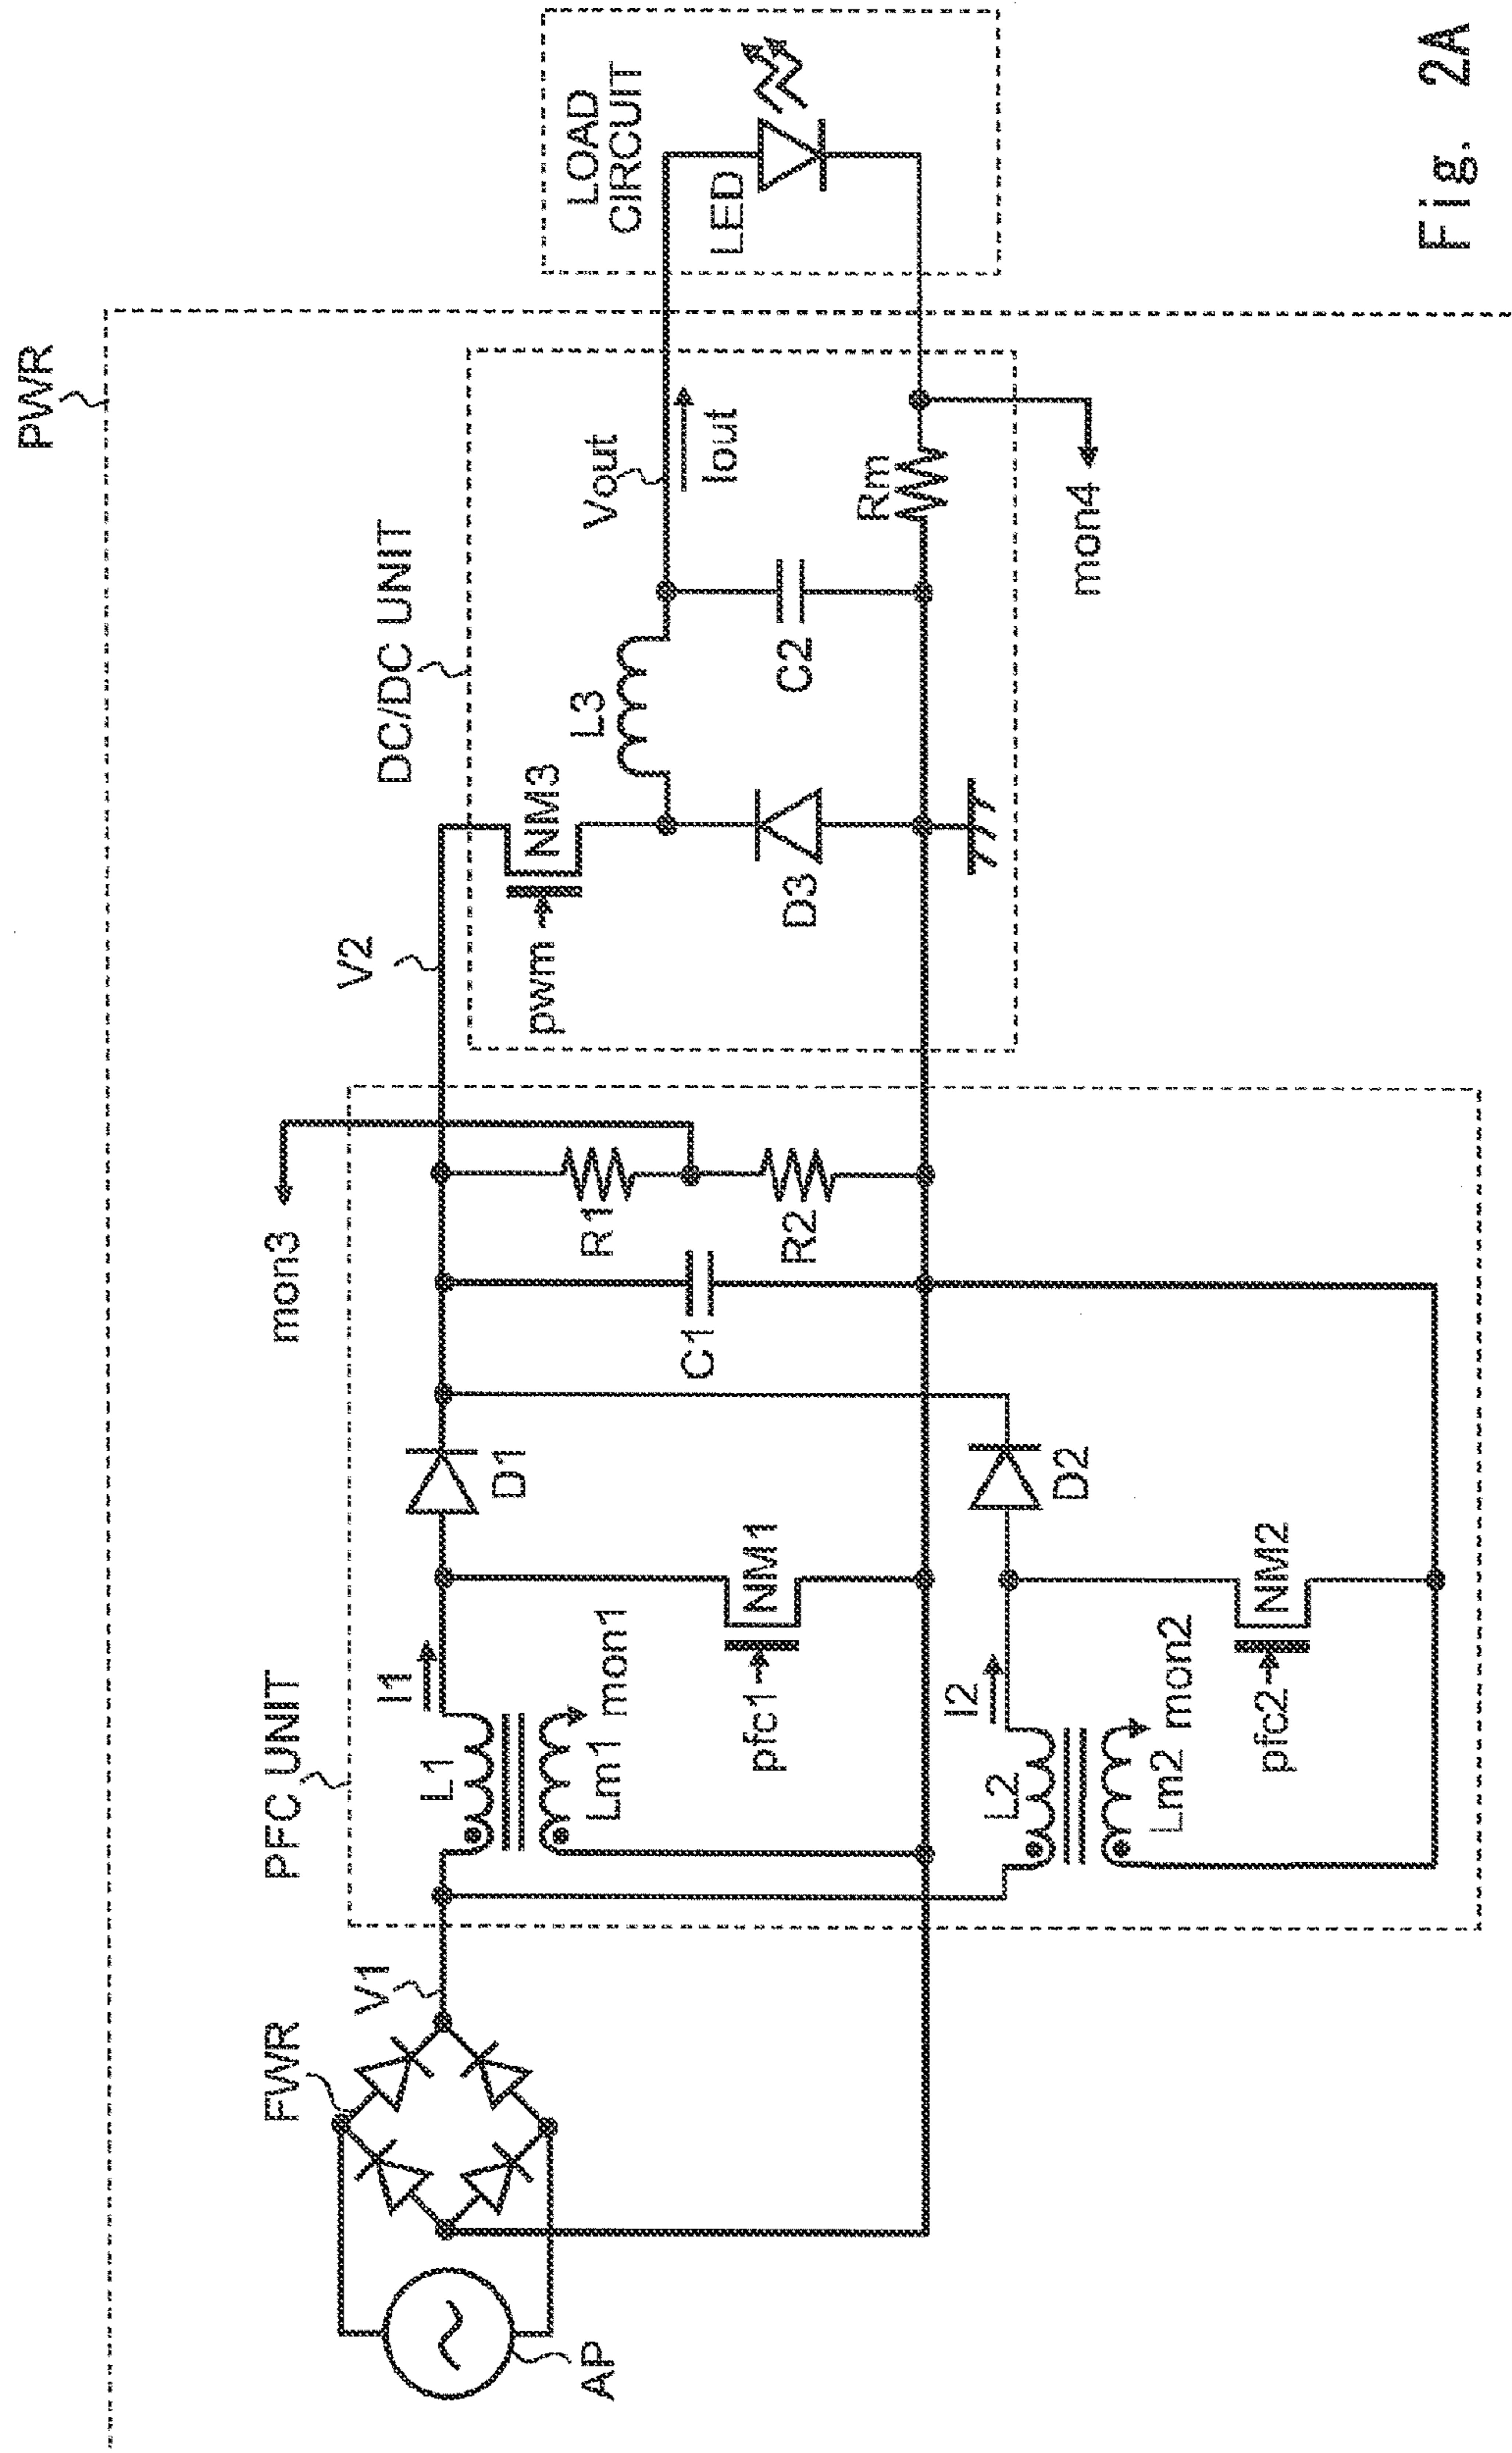 PWR
FWR
V1
AP
PFC UNIT
mon3
V2
DC/DC UNIT
L1
I1
Lm1 mon1
D1
pfc1
NM1
C1
R1
R2
L2
I2
Lm2 mon2
D2
pfc2
NM2
pwm
NM3
D3
L3
C2
Vout
Iout
Rm
mon4
LOAD
CIRCUIT
LED
Fig. 2A